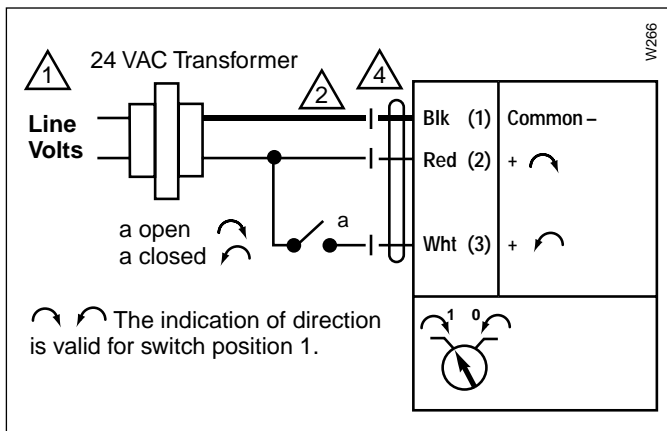 W266
1
24 VAC Transformer
2
4
Line
Volts
Blk (1) Common –
Red (2) +
a
a open
a closed
Wht (3) +
The indication of direction
is valid for switch position 1.
1 0